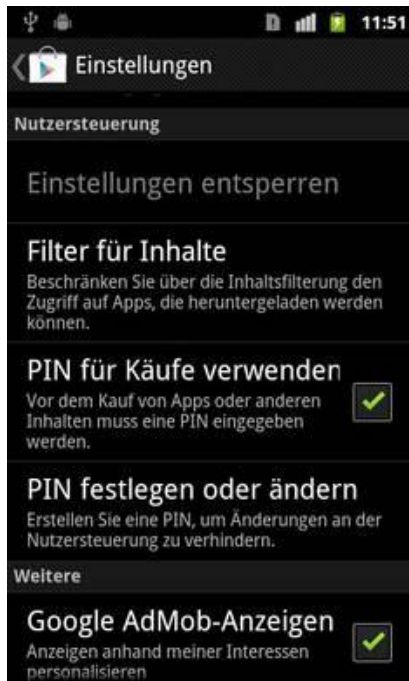 11:51
Einstellungen
Nutzersteuerung
Einstellungen entsperren
Filter für Inhalte
Beschränken Sie über die Inhaltsfilterung den
Zugriff auf Apps, die heruntergeladen werden
können.
PIN für Käufe verwenden
Vor dem Kauf von Apps oder anderen
Inhalten muss eine PIN eingegeben
werden.
PIN festlegen oder ändern
Erstellen Sie eine PIN, um Änderungen an der
Nutzersteuerung zu verhindern.
Weitere
Google AdMob-Anzeigen
Anzeigen anhand meiner Interessen
personalisieren